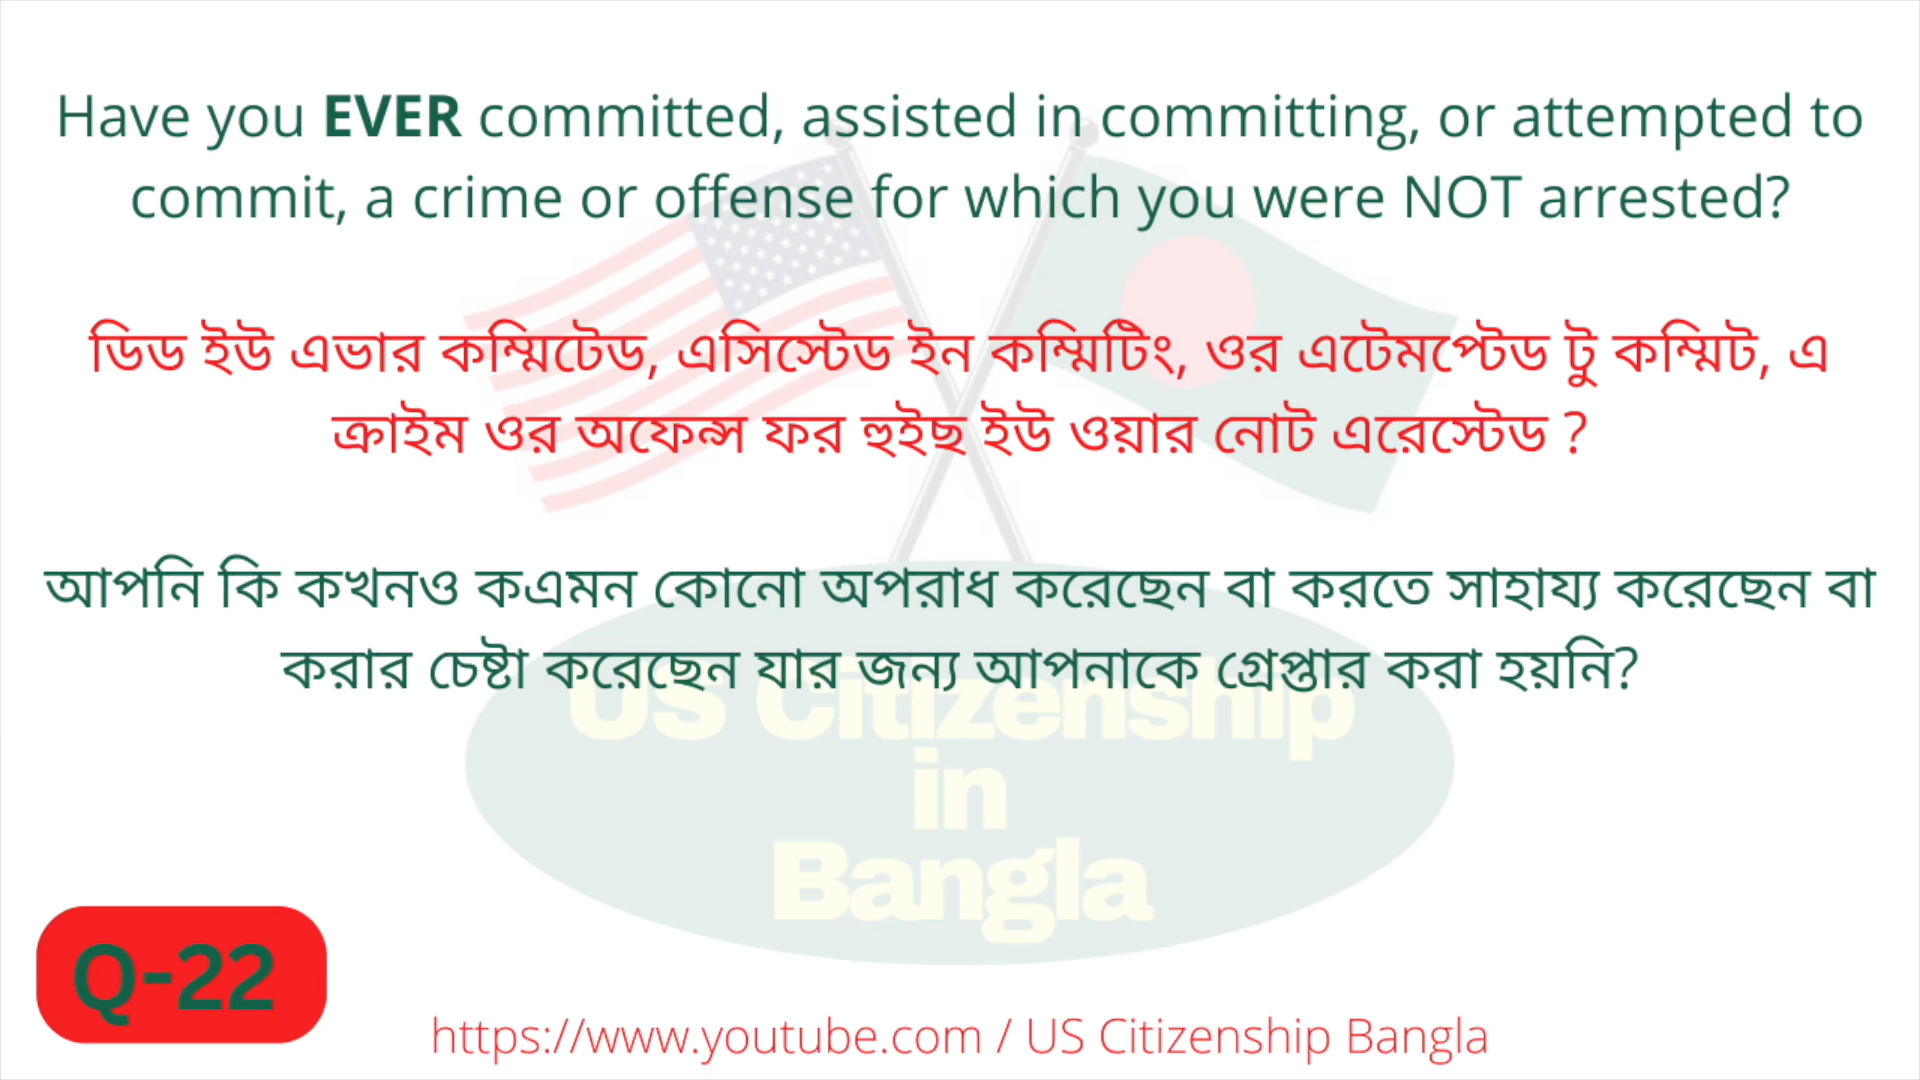 Have you EVER committed, assisted in committing, or attempted to
commit, a crime or offense for which you were NOT arrested?
ডিড ইউ এভার কম্মিটেড, এসিস্টেড ইন কম্মিটিং, ওর এটেমপ্টেড টু কম্মিট, এ
ক্রাইম ওর অফেন্স ফর হুইছ ইউ ওয়ার নোট এরেস্টেড ?
আপনি কি কখনও কএমন কোনো অপরাধ করেছেন বা করতে সাহায্য করেছেন বা
করার চেষ্টা করেছেন যার জন্য আপনাকে গ্রেপ্তার করা হয়নি?
US Citizenship
in
Bangla
Q-22
https://www.youtube.com / US Citizenship Bangla